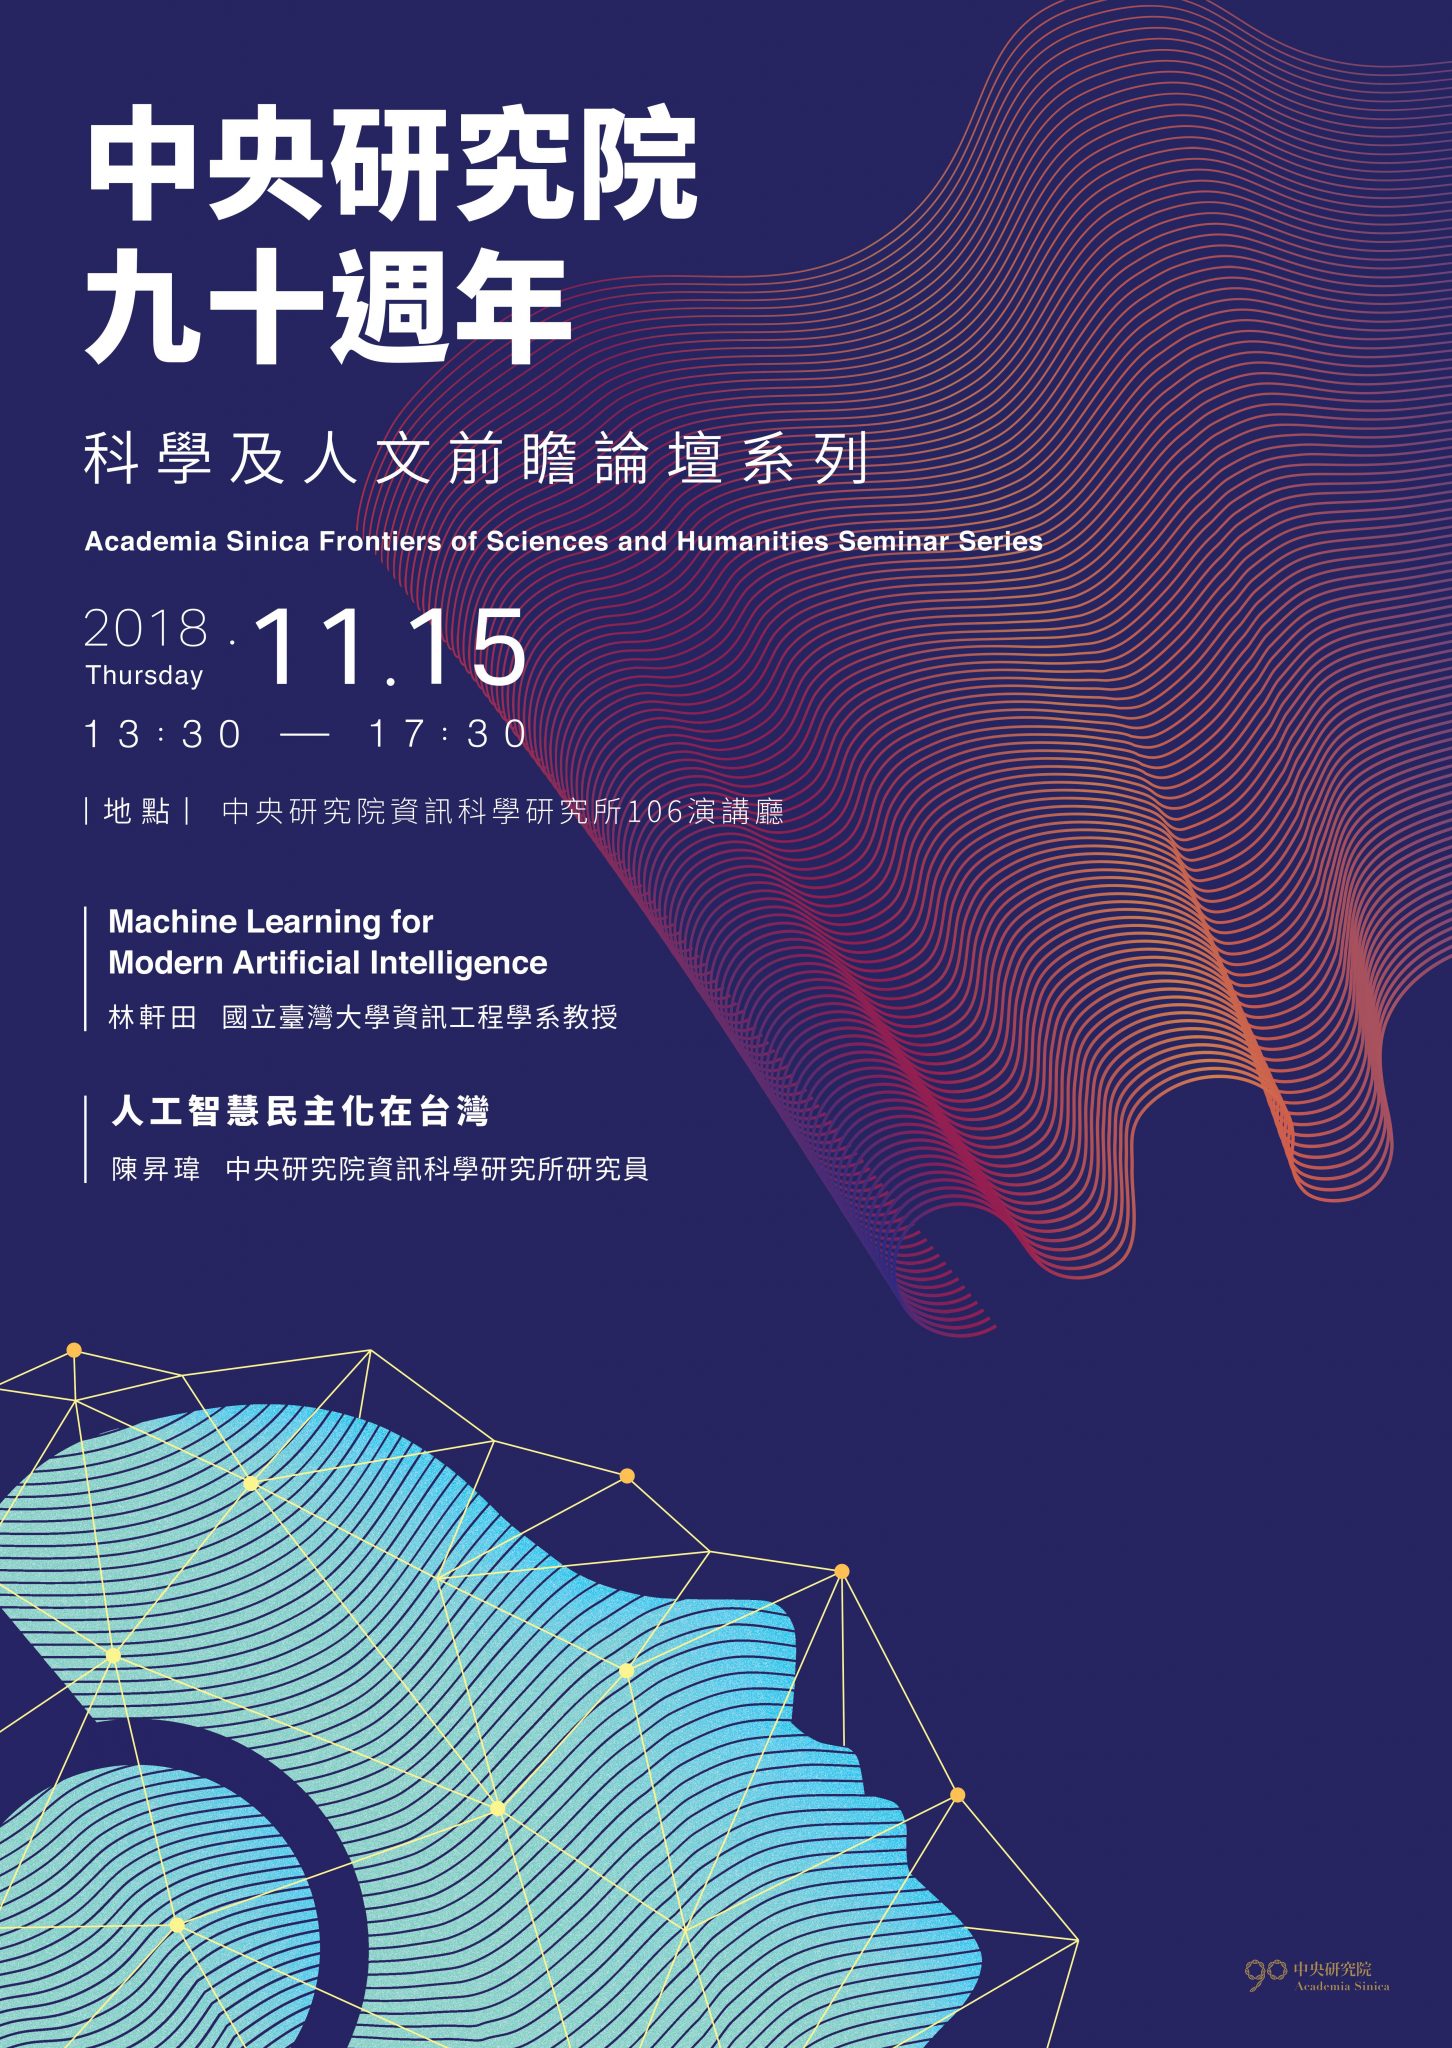 中央研究院
九十週年
科學及人文前瞻論壇系列
Academia Sinica Frontiers of Sciences and Humanities Seminar Series
2018 . 11.15
Thursday
13:30 — 17:30
|地點| 中央研究院資訊科學研究所106演講廳
Machine Learning for
Modern Artificial Intelligence
林軒田 國立臺灣大學資訊工程學系教授
人工智慧民主化在台灣
陳昇瑋 中央研究院資訊科學研究所研究員
90 中央研究院
Academia Sinica